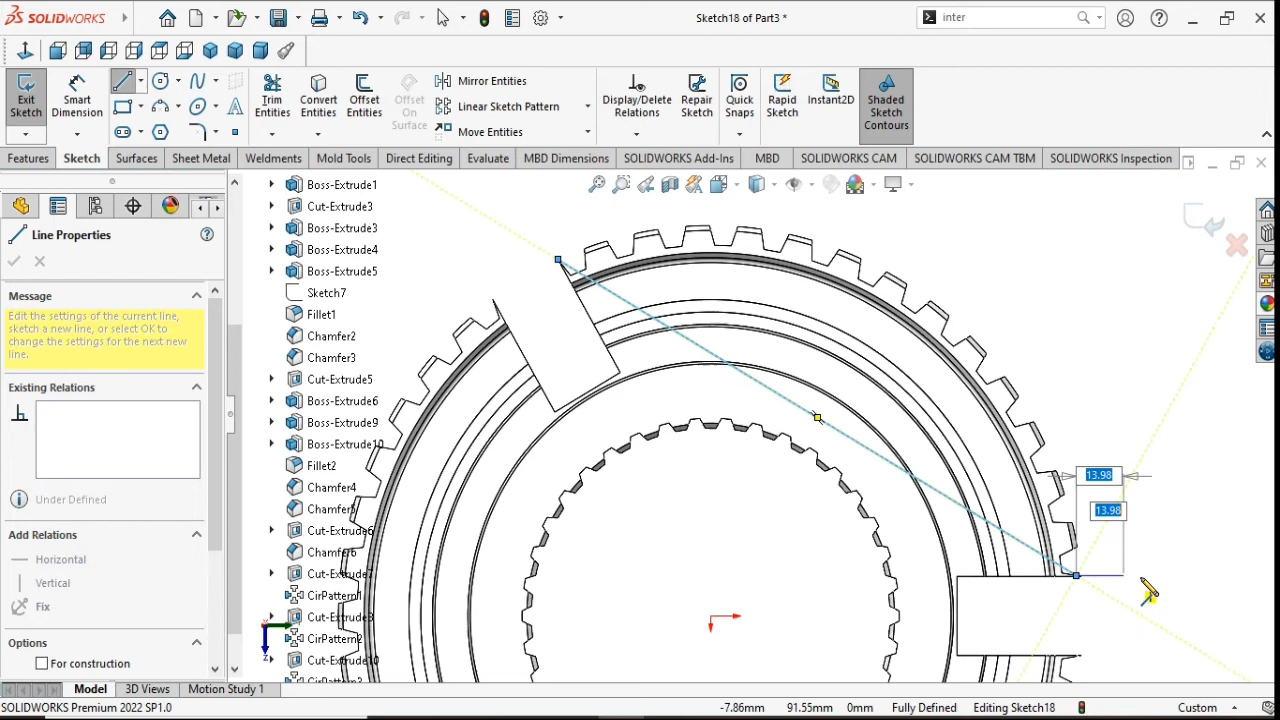 SOLIDWORKS
Sketch18 of Part3 *
inter
Exit Sketch
Smart Dimension
Trim Entities
Convert Entities
Offset Entities
Offset On Surface
Mirror Entities
Linear Sketch Pattern
Move Entities
Display/Delete Relations
Repair Sketch
Quick Snaps
Rapid Sketch
Instant2D
Shaded Sketch Contours
Features
Sketch
Surfaces
Sheet Metal
Weldments
Mold Tools
Direct Editing
Evaluate
MBD Dimensions
SOLIDWORKS Add-Ins
MBD
SOLIDWORKS CAM
SOLIDWORKS CAM TBM
SOLIDWORKS Inspection
Line Properties
Message
Edit the settings of the current line,
sketch a new line, or select OK to
change the settings for the next new
line.
Existing Relations
Under Defined
Add Relations
Horizontal
Vertical
Fix
Options
For construction
Boss-Extrude1
Cut-Extrude3
Boss-Extrude3
Boss-Extrude4
Boss-Extrude5
Sketch7
Fillet1
Chamfer2
Chamfer3
Cut-Extrude5
Boss-Extrude6
Boss-Extrude9
Boss-Extrude10
Fillet2
Chamfer4
Cut-Extrude6
CirPattern1
CirPattern2
Cut-Extrude10
13.98
13.98
Z
Model
3D Views
Motion Study 1
SOLIDWORKS Premium 2022 SP1.0
-7.86mm
91.55mm
0mm
Fully Defined
Editing Sketch18
Custom